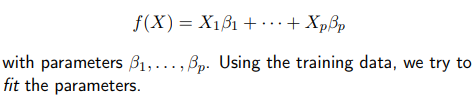 f(X) = X₁β₁ + ··· + Xₚβₚ
with parameters β₁, . . . , βₚ. Using the training data, we try to
fit the parameters.